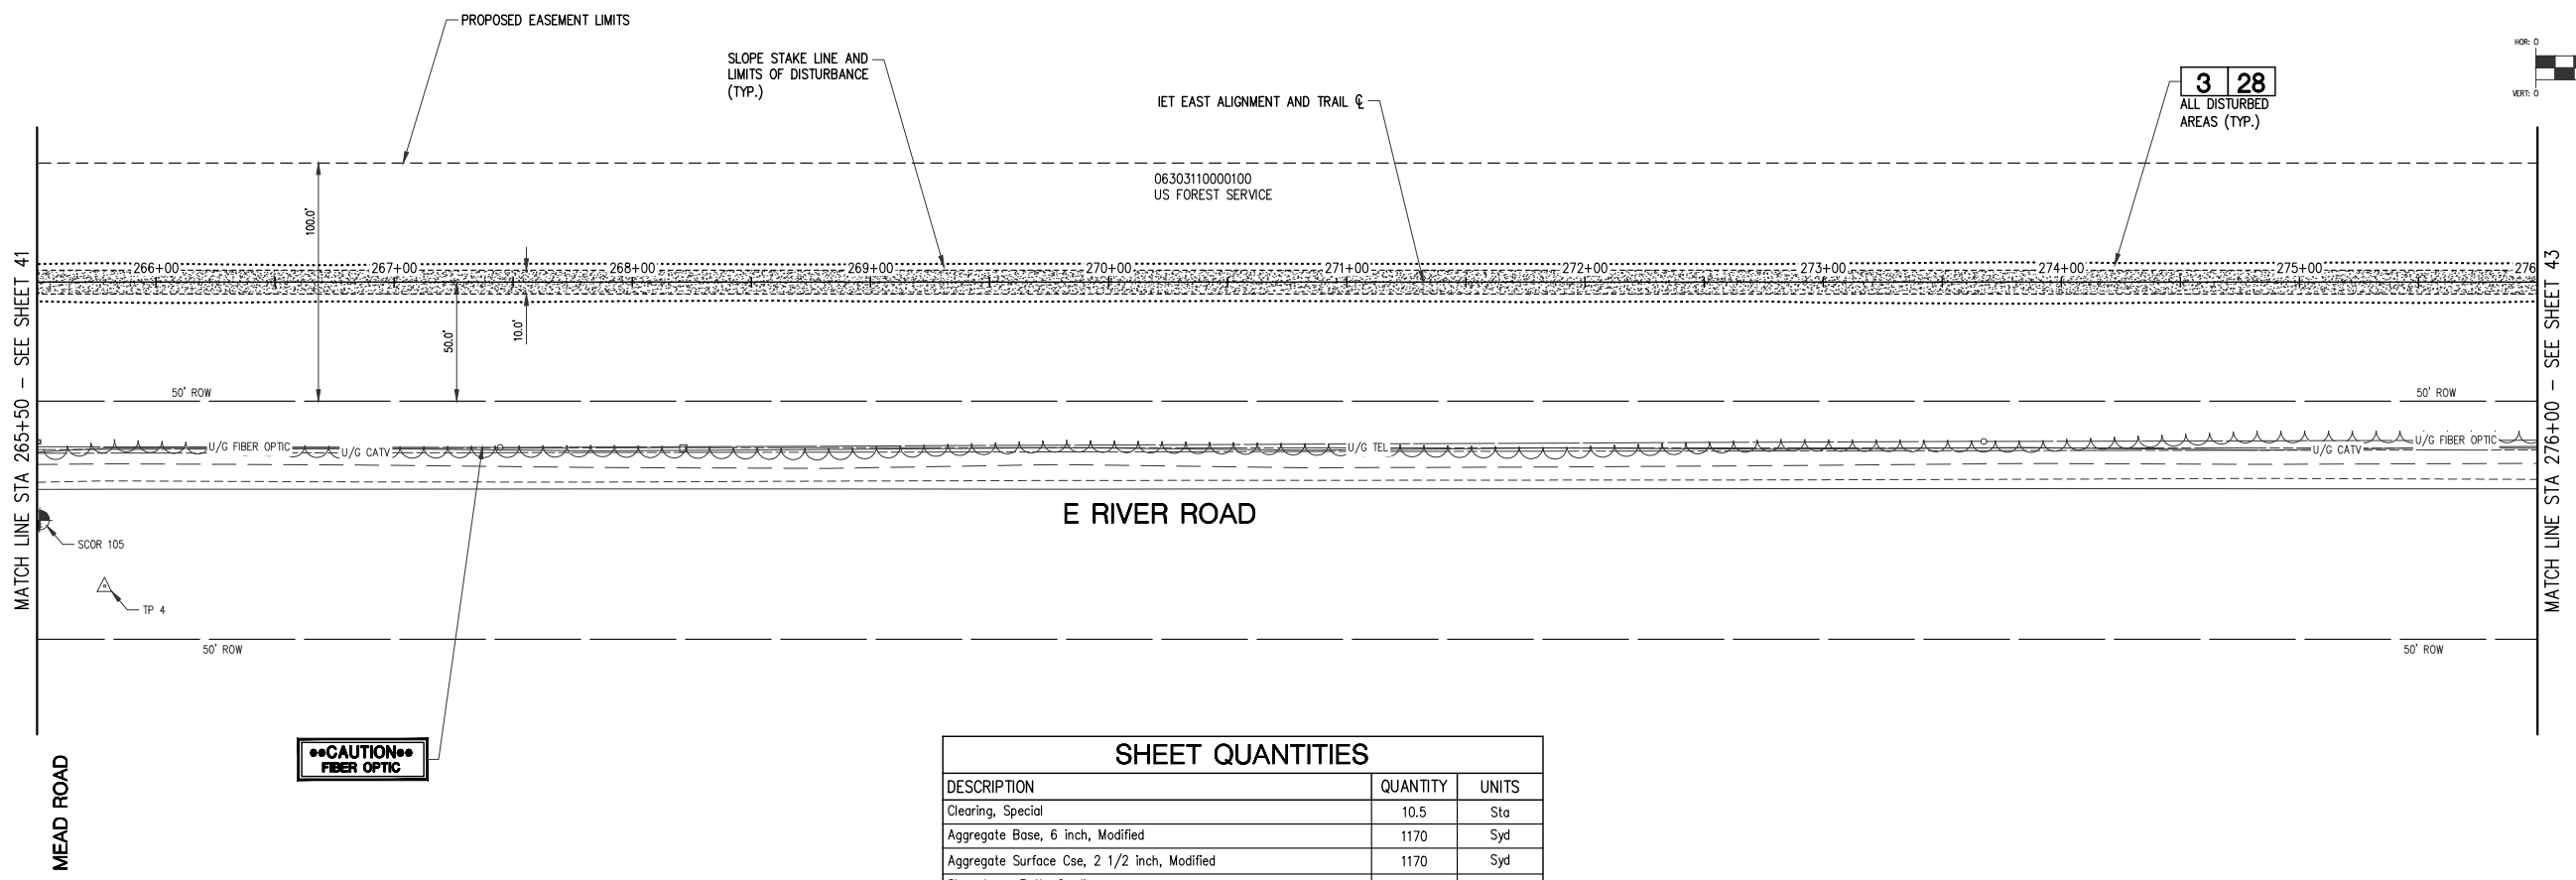 PROPOSED EASEMENT LIMITS
SLOPE STAKE LINE AND
LIMITS OF DISTURBANCE
(TYP.)
IET EAST ALIGNMENT AND TRAIL ℄
3 28
ALL DISTURBED
AREAS (TYP.)
HOR: 0
VERT: 0
06303110000100
US FOREST SERVICE
100.0'
50.0'
10.0'
266+00
267+00
268+00
269+00
270+00
271+00
272+00
273+00
274+00
275+00
276
MATCH LINE STA 265+50 - SEE SHEET 41
MATCH LINE STA 276+00 - SEE SHEET 43
50' ROW
50' ROW
U/G FIBER OPTIC
U/G CATV
U/G TEL
U/G CATV
U/G FIBER OPTIC
E RIVER ROAD
SCOR 105
TP 4
50' ROW
50' ROW
••CAUTION••
FIBER OPTIC
MEAD ROAD
SHEET QUANTITIES
DESCRIPTION QUANTITY UNITS
Clearing, Special 10.5 Sta
Aggregate Base, 6 inch, Modified 1170 Syd
Aggregate Surface Cse, 2 1/2 inch, Modified 1170 Syd